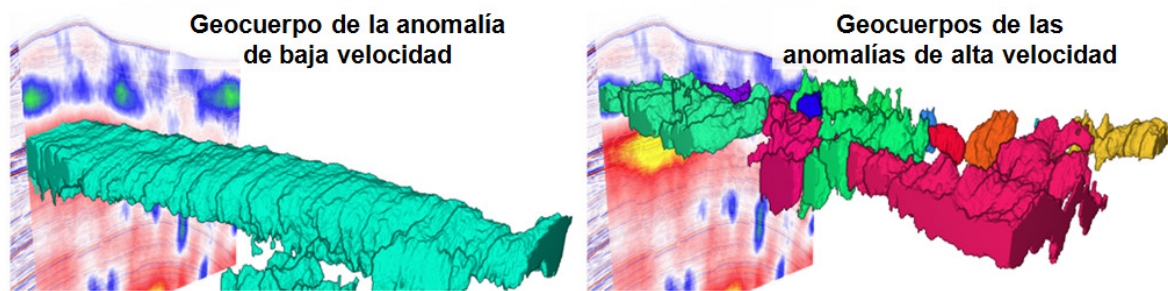 Geocuerpo de la anomalía
de baja velocidad
Geocuerpos de las
anomalías de alta velocidad